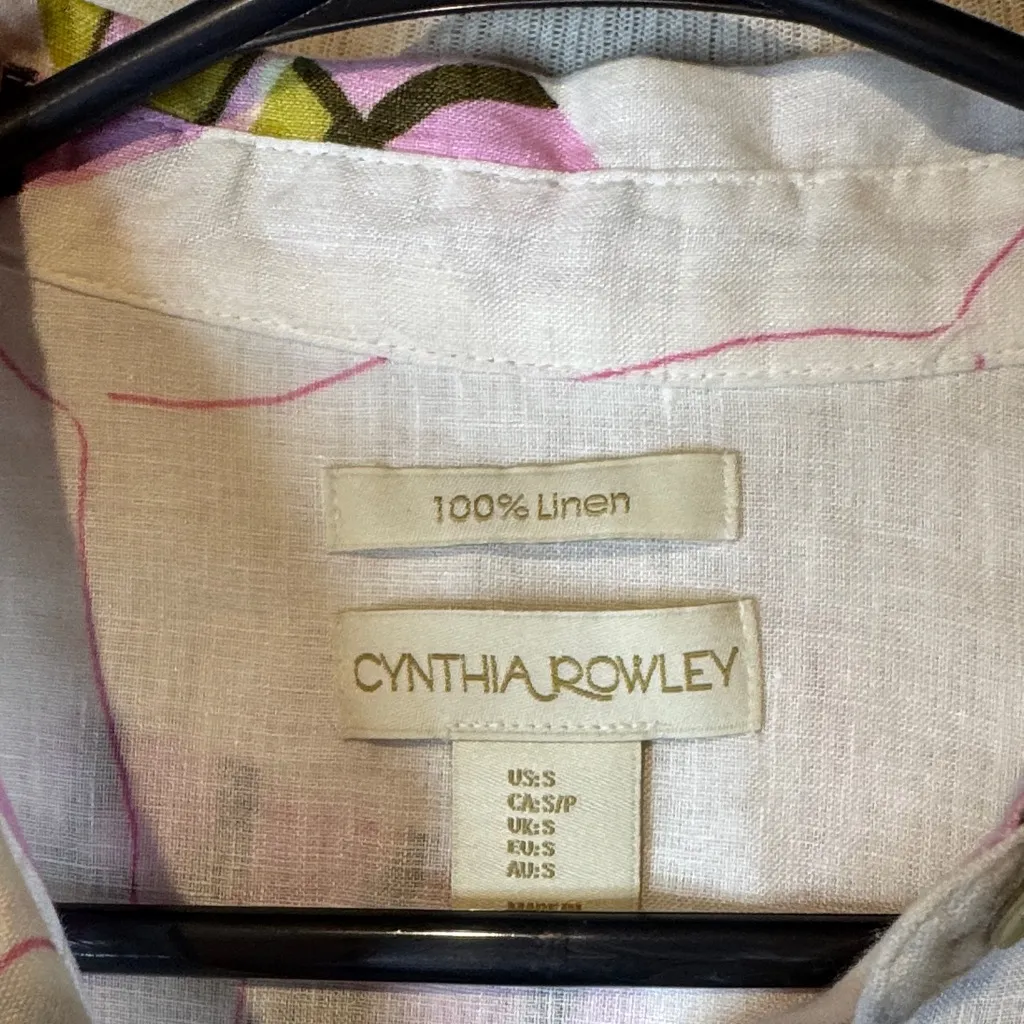 100% Linen
CYNTHIA ROWLEY
US:S
CA:S/P
UK:S
EU:S
AU:S